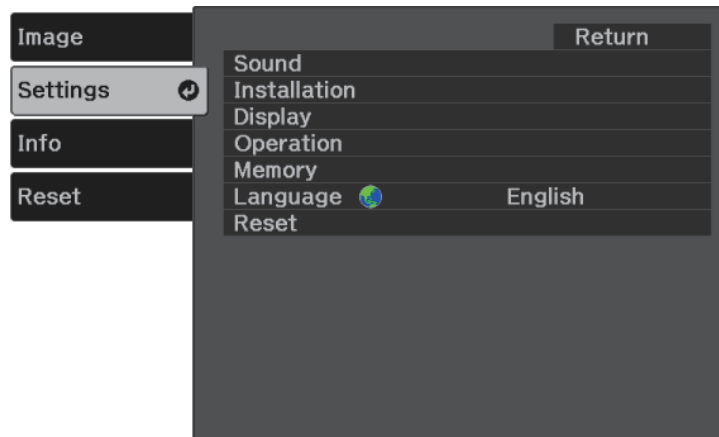 Image
Settings
Info
Reset
Return
Sound
Installation
Display
Operation
Memory
Language English
Reset